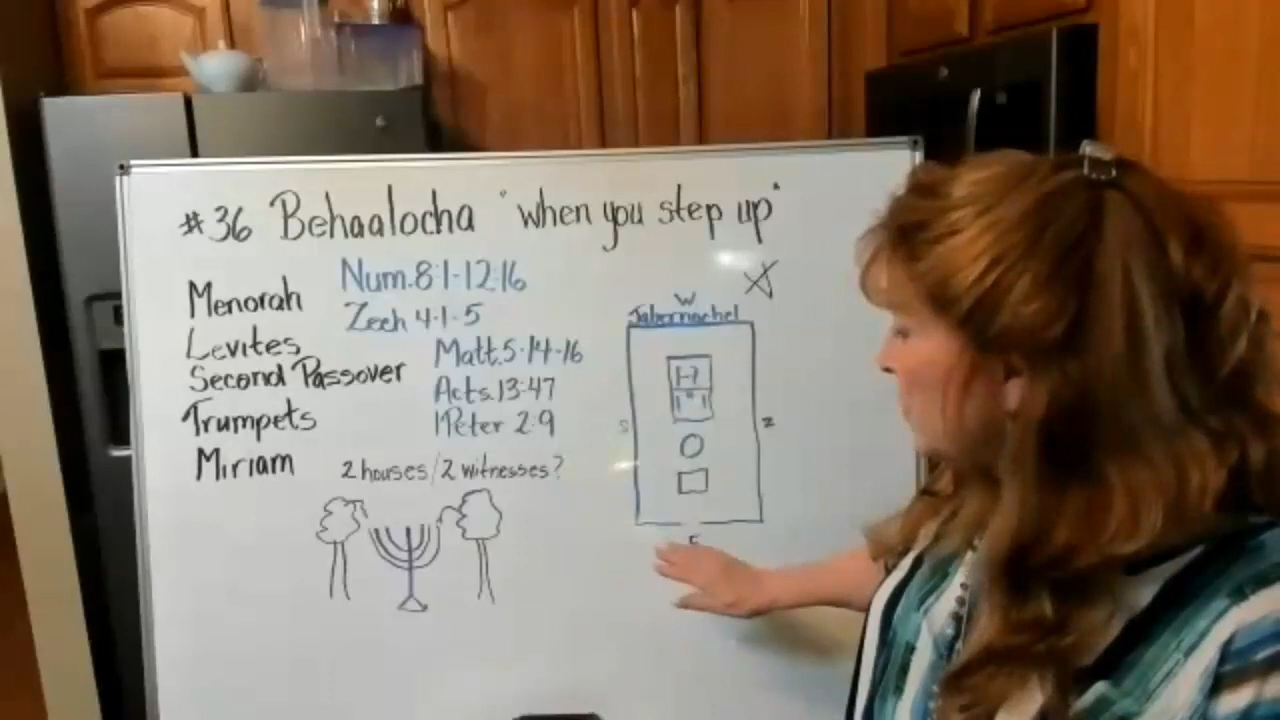 #36 Behaalocha "when you step up"
Menorah
Levites
Second Passover
Trumpets
Miriam
Num.8:1-12:16
Zech 4:1-5
Matt.5:14-16
Acts.13:47
1Peter 2:9
2 houses/2 witnesses?
W
Tabernachel
S
E